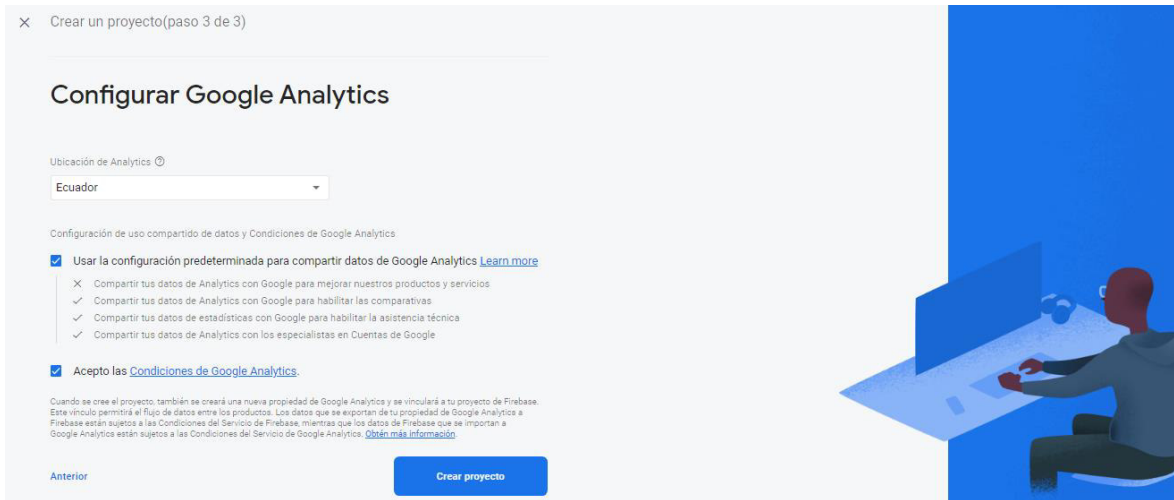 Crear un proyecto(paso 3 de 3)
Configurar Google Analytics
Ubicación de Analytics
Ecuador
Configuración de uso compartido de datos y Condiciones de Google Analytics
Usar la configuración predeterminada para compartir datos de Google Analytics Learn more
Compartir tus datos de Analytics con Google para mejorar nuestros productos y servicios
Compartir tus datos de Analytics con Google para habilitar las comparativas
Compartir tus datos de estadísticas con Google para habilitar la asistencia técnica
Compartir tus datos de Analytics con los especialistas en Cuentas de Google
Acepto las Condiciones de Google Analytics.
Cuando se cree el proyecto, también se creará una nueva propiedad de Google Analytics y se vinculará a tu proyecto de Firebase.
Este vínculo permitirá el flujo de datos entre los productos. Los datos que se exportan de tu propiedad de Google Analytics a
Firebase están sujetos a las Condiciones del Servicio de Firebase, mientras que los datos de Firebase que se importan a
Google Analytics están sujetos a las Condiciones del Servicio de Google Analytics. Obtén más información.
Anterior
Crear proyecto